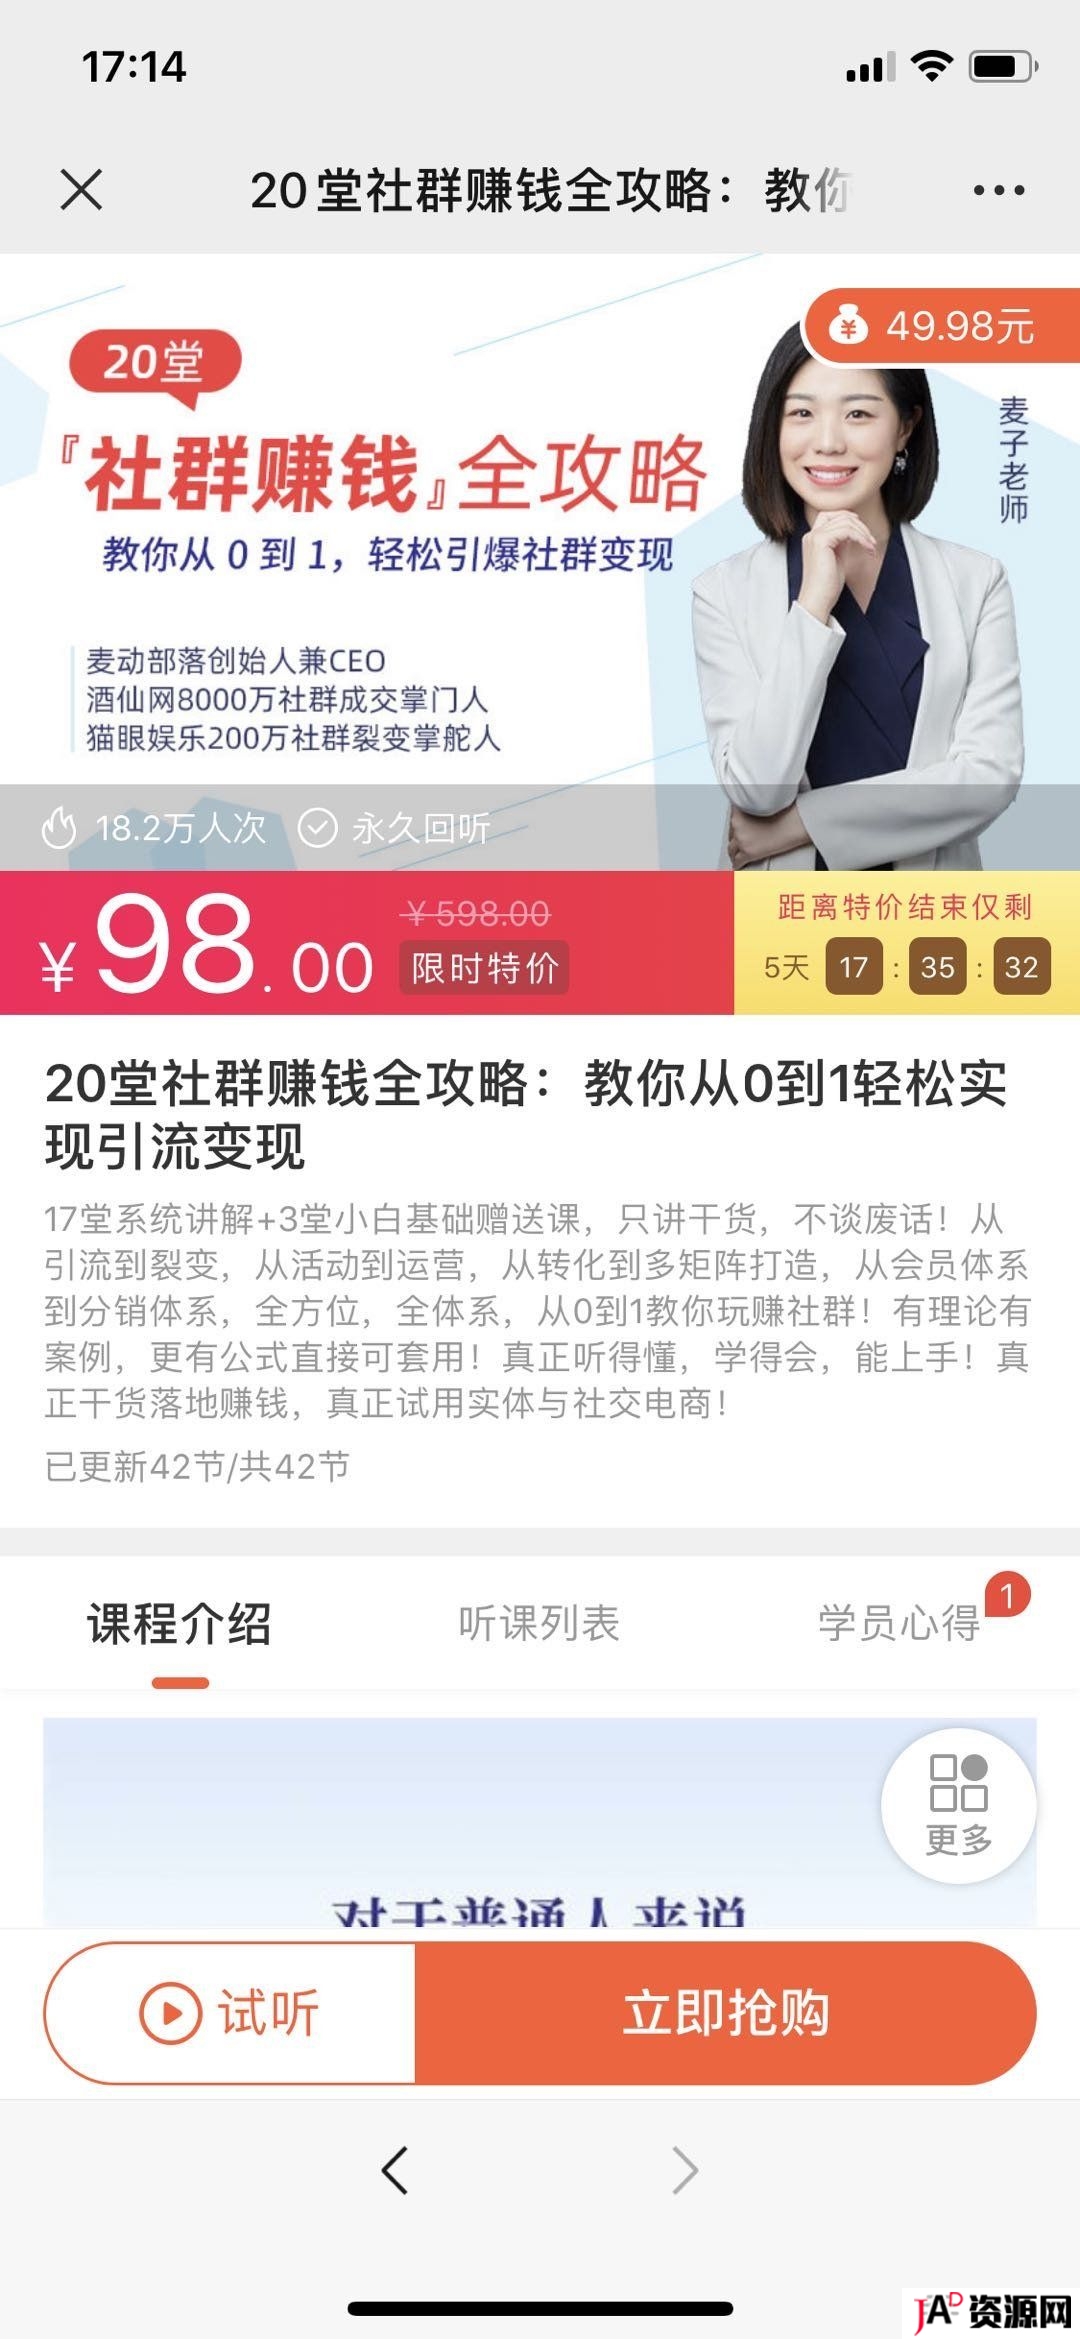 17:14
20堂社群赚钱全攻略：教你
49.98元
20堂
『社群赚钱』全攻略
教你从 0 到 1，轻松引爆社群变现
麦子老师
麦动部落创始人兼CEO
酒仙网8000万社群成交掌门人
猫眼娱乐200万社群裂变掌舵人
18.2万人次 永久回听
¥98.00
¥598.00
限时特价
距离特价结束仅剩
5天 17 : 35 : 32
20堂社群赚钱全攻略：教你从0到1轻松实
现引流变现
17堂系统讲解+3堂小白基础赠送课，只讲干货，不谈废话！从
引流到裂变，从活动到运营，从转化到多矩阵打造，从会员体系
到分销体系，全方位，全体系，从0到1教你玩赚社群！有理论有
案例，更有公式直接可套用！真正听得懂，学得会，能上手！真
正干货落地赚钱，真正试用实体与社交电商！
已更新42节/共42节
课程介绍 听课列表 学员心得 1
更多
对于普通人来说
试听 立即抢购
JAD资源网